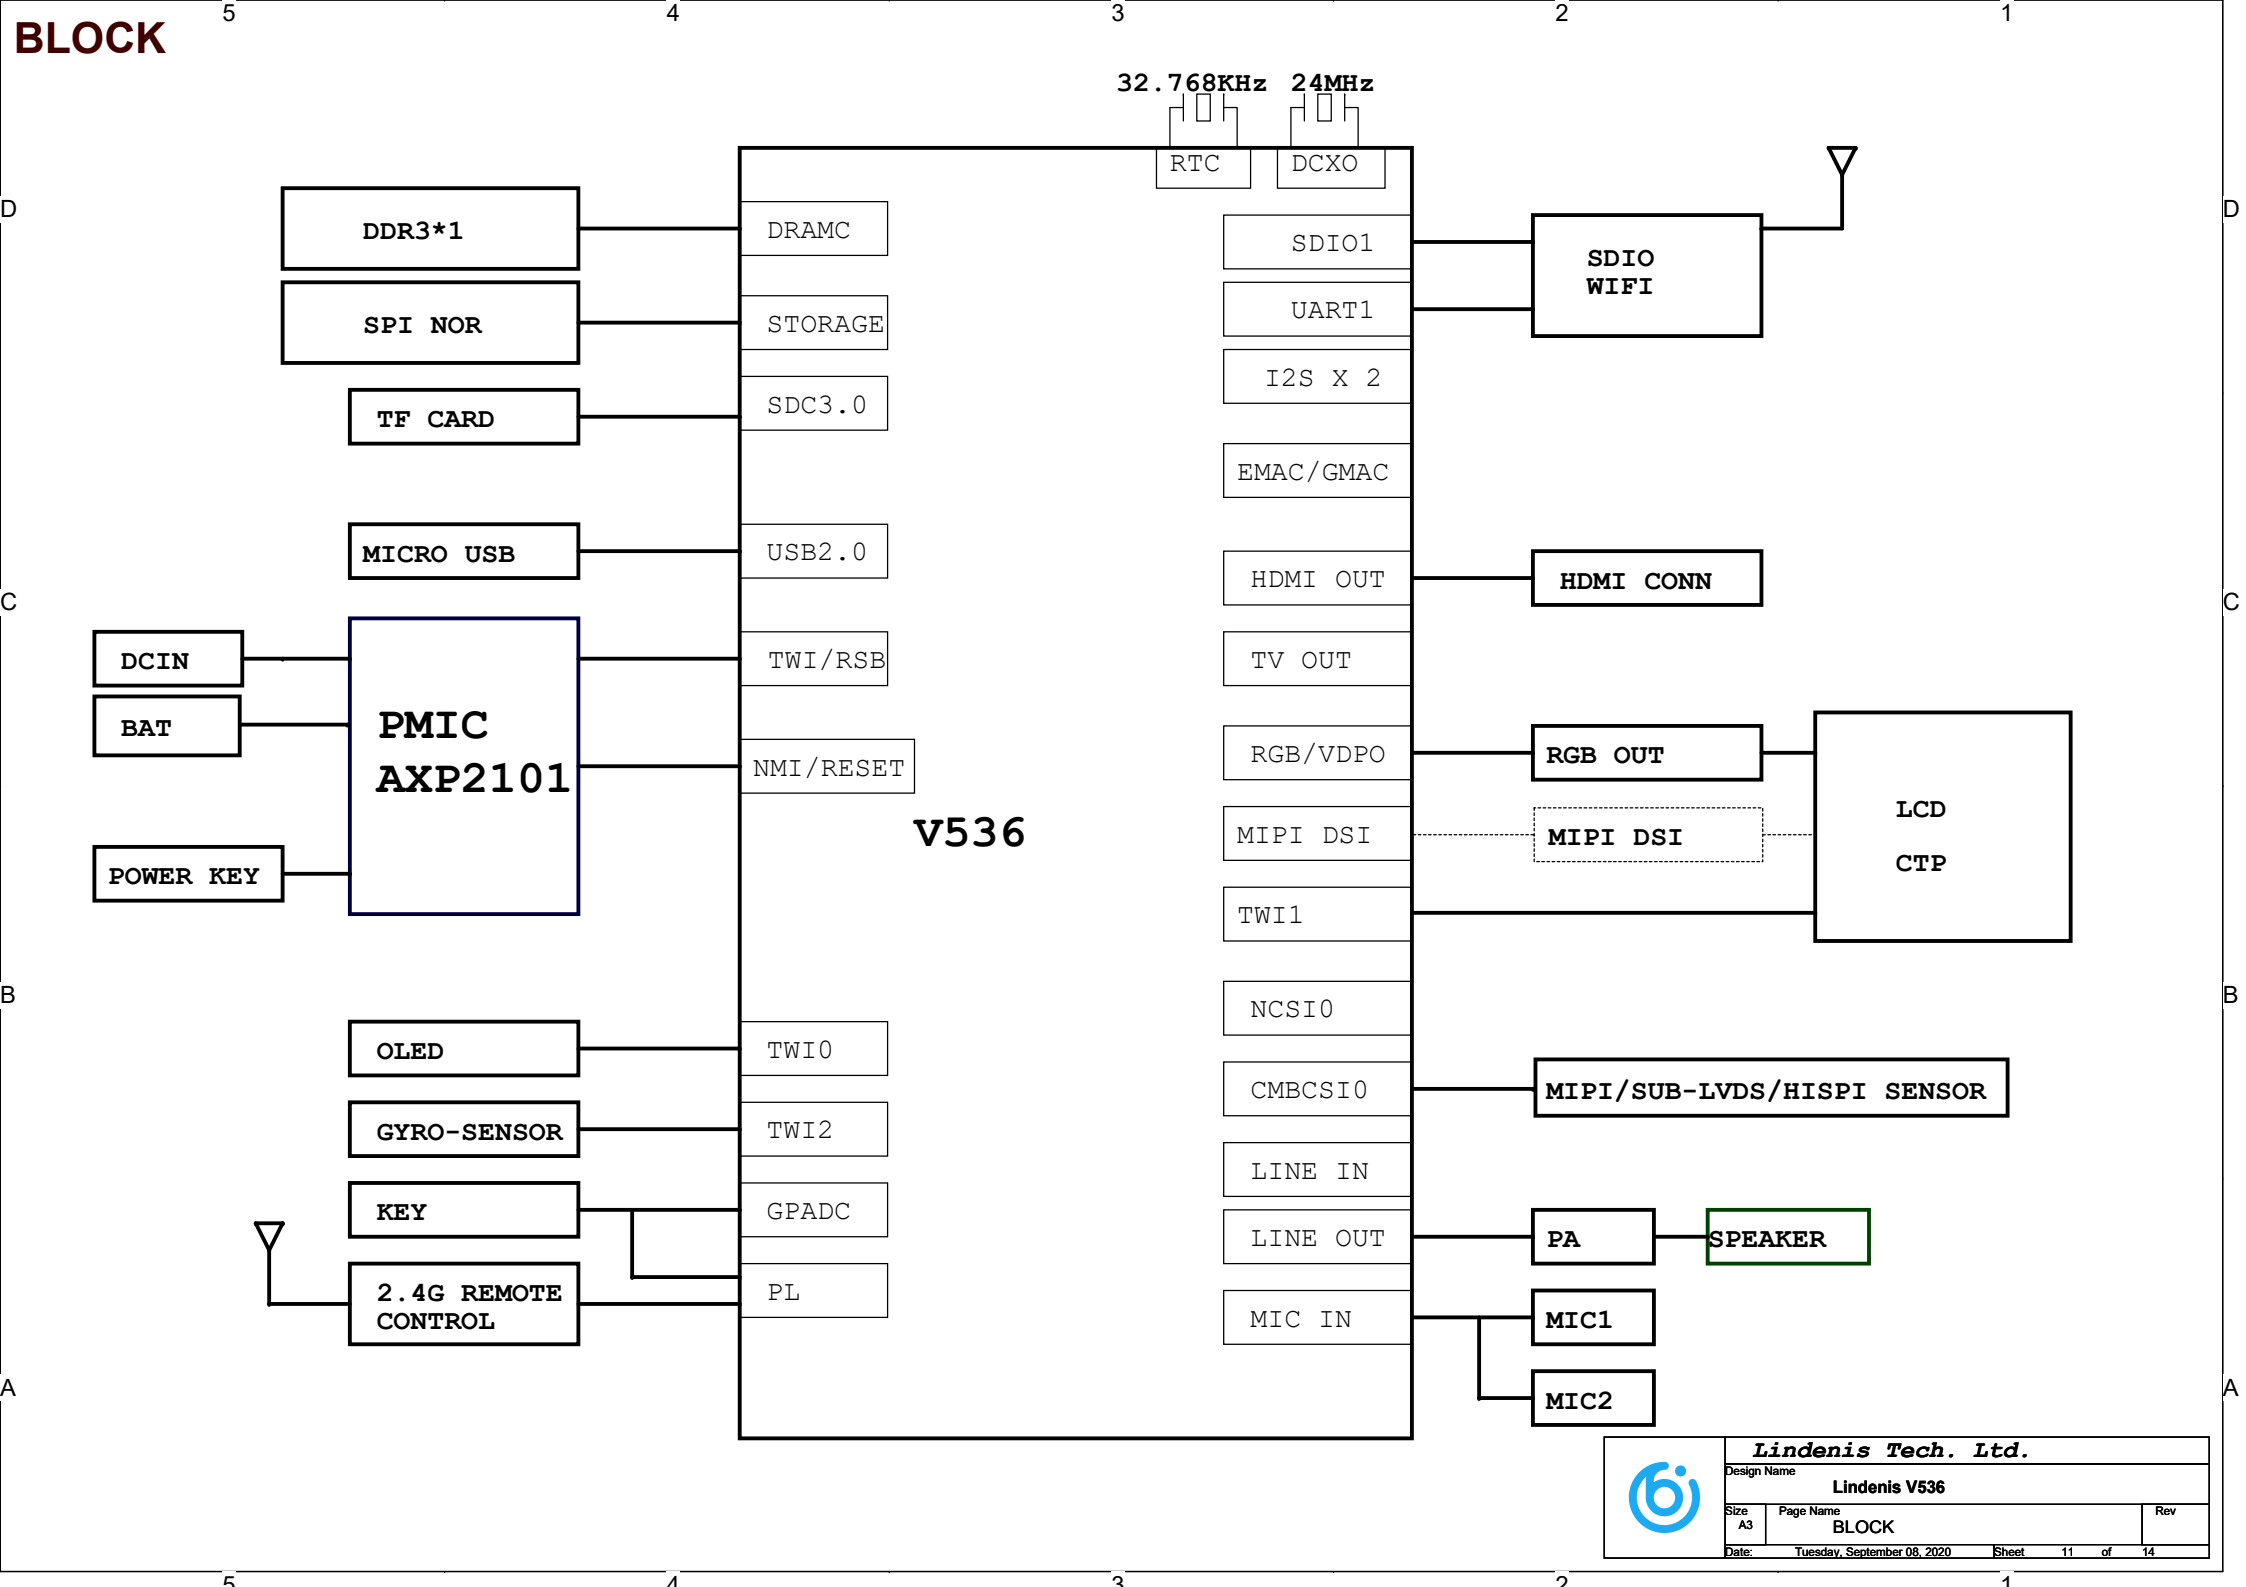 5 4 3 2 1
BLOCK
32.768KHz 24MHz
RTC DCXO
D D
DDR3*1
DRAMC
SDIO1
SDIO
WIFI
SPI NOR
STORAGE
UART1
TF CARD
SDC3.0
I2S X 2
EMAC/GMAC
MICRO USB
USB2.0
HDMI OUT
HDMI CONN
C C
DCIN
TWI/RSB
TV OUT
BAT
PMIC
AXP2101
NMI/RESET
RGB/VDPO
RGB OUT
V536
MIPI DSI
MIPI DSI
LCD
CTP
POWER KEY
TWI1
B B
NCSI0
OLED
TWI0
CMBCSI0
MIPI/SUB-LVDS/HISPI SENSOR
GYRO-SENSOR
TWI2
LINE IN
KEY
GPADC
LINE OUT
PA
SPEAKER
2.4G REMOTE
CONTROL
PL
MIC IN
MIC1
MIC2
A A
Lindenis Tech. Ltd.
Design Name
Lindenis V536
Size Page Name Rev
A3 BLOCK
Date: Tuesday, September 08, 2020 Sheet 11 of 14
5 4 3 2 1